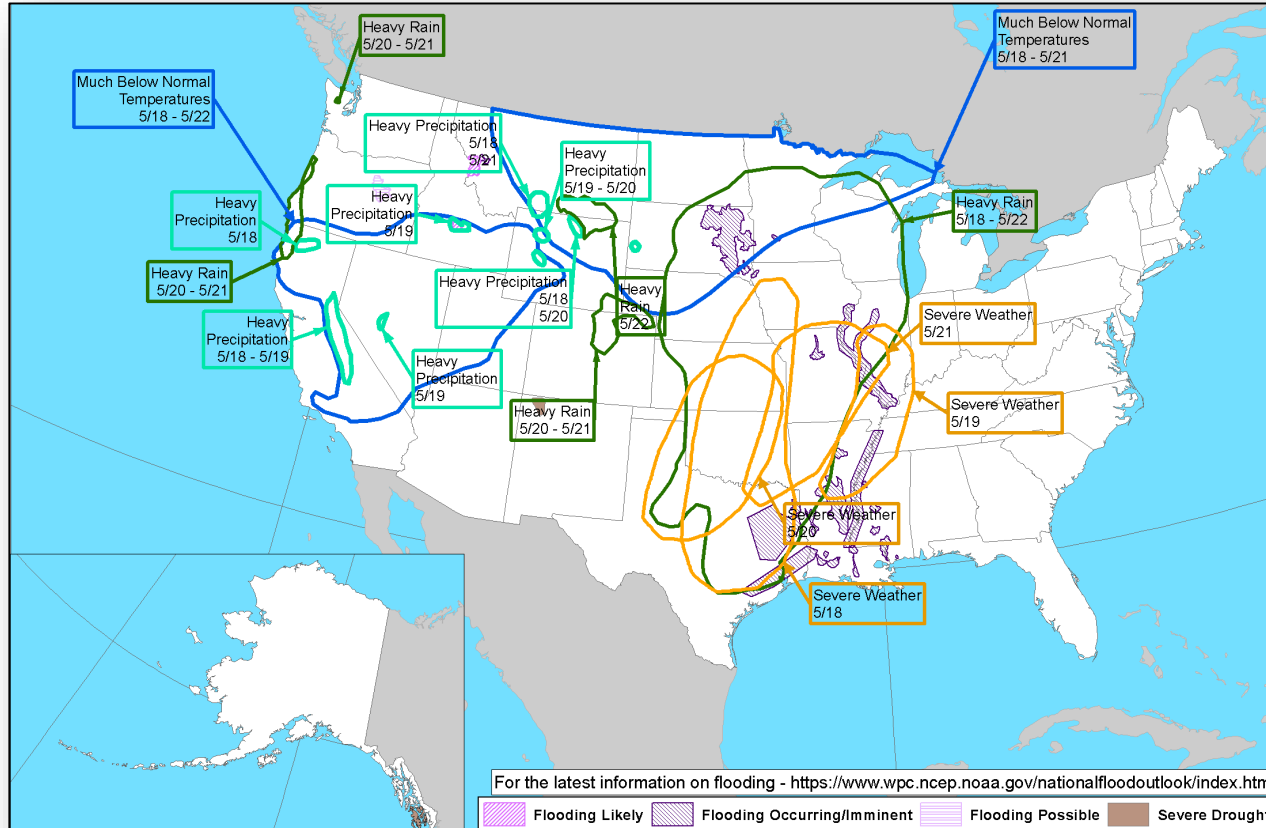 Heavy Rain
5/20 - 5/21
Much Below Normal
Temperatures
5/18 - 5/21
Much Below Normal
Temperatures
5/18 - 5/22
Heavy Precipitation
5/18
5/21
Heavy
Precipitation
5/19 - 5/20
Heavy
Precipitation
5/18
Heavy
Precipitation
5/19
Heavy Rain
5/18 - 5/22
Heavy Rain
5/20 - 5/21
Heavy Precipitation
5/18
5/20
Heavy
Rain
5/22
Heavy
Precipitation
5/18 - 5/19
Severe Weather
5/21
Heavy
Precipitation
5/19
Heavy Rain
5/20 - 5/21
Severe Weather
5/19
Severe Weather
5/20
Severe Weather
5/18
For the latest information on flooding - https://www.wpc.ncep.noaa.gov/nationalfloodoutlook/index.htm
Flooding Likely
Flooding Occurring/Imminent
Flooding Possible
Severe Drought